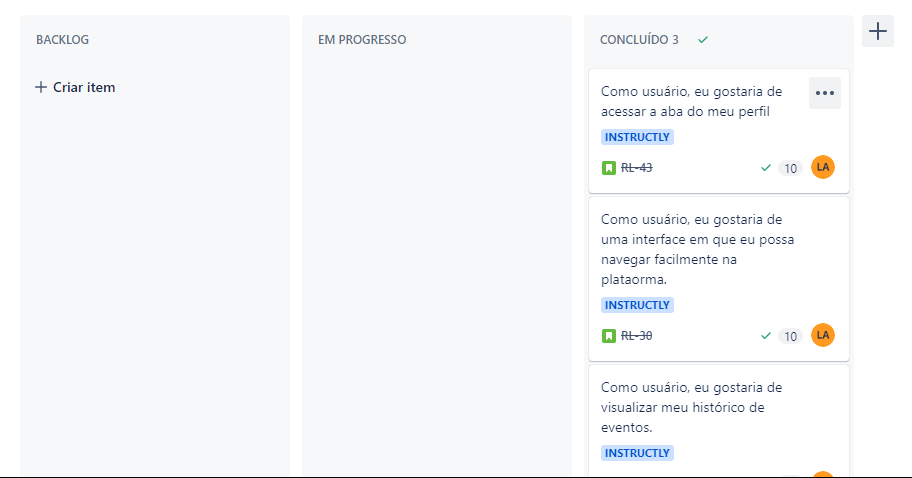 BACKLOG
EM PROGRESSO
CONCLUÍDO 3
Criar item
Como usuário, eu gostaria de
acessar a aba do meu perfil
INSTRUCTLY
RL-43
10
LA
Como usuário, eu gostaria de
uma interface em que eu possa
navegar facilmente na
plataorma.
INSTRUCTLY
RL-30
10
LA
Como usuário, eu gostaria de
visualizar meu histórico de
eventos.
INSTRUCTLY